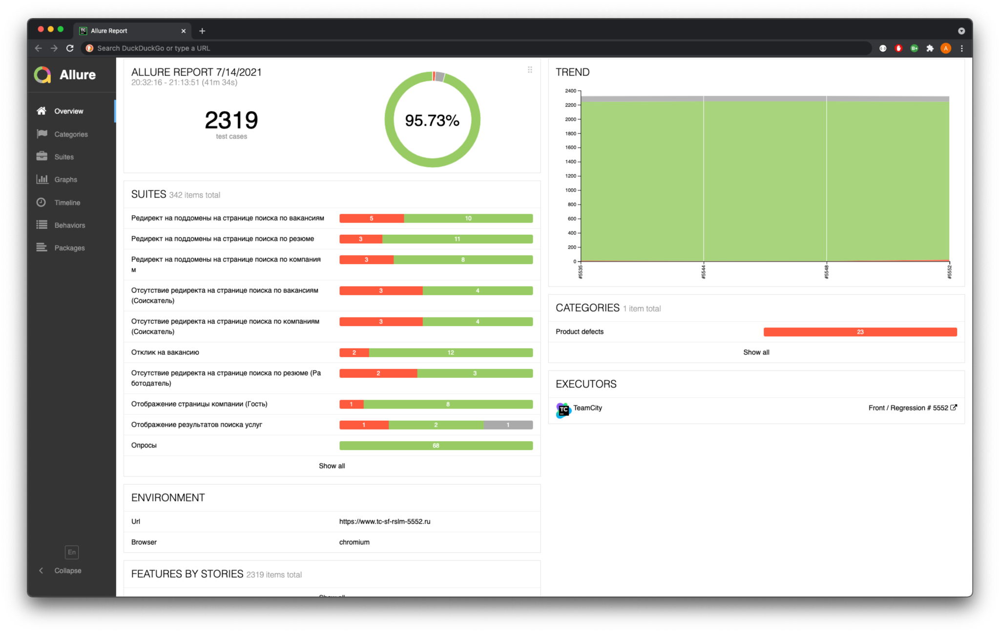 Allure Report
Search DuckDuckGo or type a URL
A
Allure
Overview
Categories
Suites
Graphs
Timeline
Behaviors
Packages
En
Collapse
ALLURE REPORT 7/14/2021
20:32:16 - 21:13:51 (41m 34s)
2319
test cases
95.73%
SUITES 342 items total
Редирект на поддомены на странице поиска по вакансиям 5 10
Редирект на поддомены на странице поиска по резюме 3 11
Редирект на поддомены на странице поиска по компания 3 8
м
Отсутствие редиректа на странице поиска по вакансиям 3 4
(Соискатель)
Отсутствие редиректа на странице поиска по компаниям 3 4
(Соискатель)
Отклик на вакансию 2 12
Отсутствие редиректа на странице поиска по резюме (Ра 2 3
ботодатель)
Отображение страницы компании (Гость) 1 8
Отображение результатов поиска услуг 1 2 1
Опросы 68
Show all
ENVIRONMENT
Url https://www.tc-sf-rslm-5552.ru
Browser chromium
FEATURES BY STORIES 2319 items total
Show all
TREND
2400
2200
2000
1800
1600
1400
1200
1000
800
600
400
200
0
#5535 #5544 #5548 #5552
CATEGORIES 1 item total
Product defects 23
Show all
EXECUTORS
TC TeamCity Front / Regression # 5552